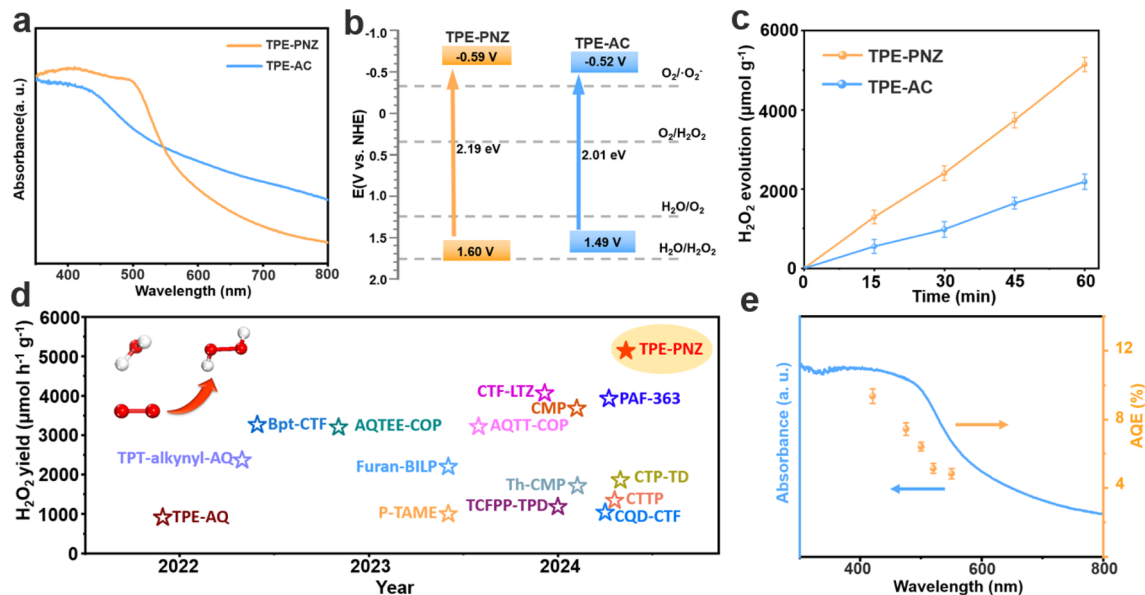 a
TPE-PNZ
TPE-AC
Absorbance(a. u.)
400 500 600 700 800
Wavelength (nm)
b
TPE-PNZ
TPE-AC
-1.0
-0.5
0
0.5
1.0
1.5
2.0
E(V vs. NHE)
-0.59 V
-0.52 V
2.19 eV
2.01 eV
1.60 V
1.49 V
O₂/·O₂⁻
O₂/H₂O₂
H₂O/O₂
H₂O/H₂O₂
c
TPE-PNZ
TPE-AC
H₂O₂ evolution (μmol g⁻¹)
6000
4000
2000
0
0 15 30 45 60
Time (min)
d
H₂O₂ yield (μmol h⁻¹ g⁻¹)
6000
5000
4000
3000
2000
1000
0
TPE-PNZ
CTF-LTZ
PAF-363
CMP
Bpt-CTF
AQTEE-COP
AQTT-COP
TPT-alkynyl-AQ
Furan-BILP
Th-CMP
CTP-TD
TCFPP-TPD
CTTP
TPE-AQ
P-TAME
CQD-CTF
2022 2023 2024
Year
e
Absorbance (a. u.)
AQE (%)
12
8
4
0
400 600 800
Wavelength (nm)